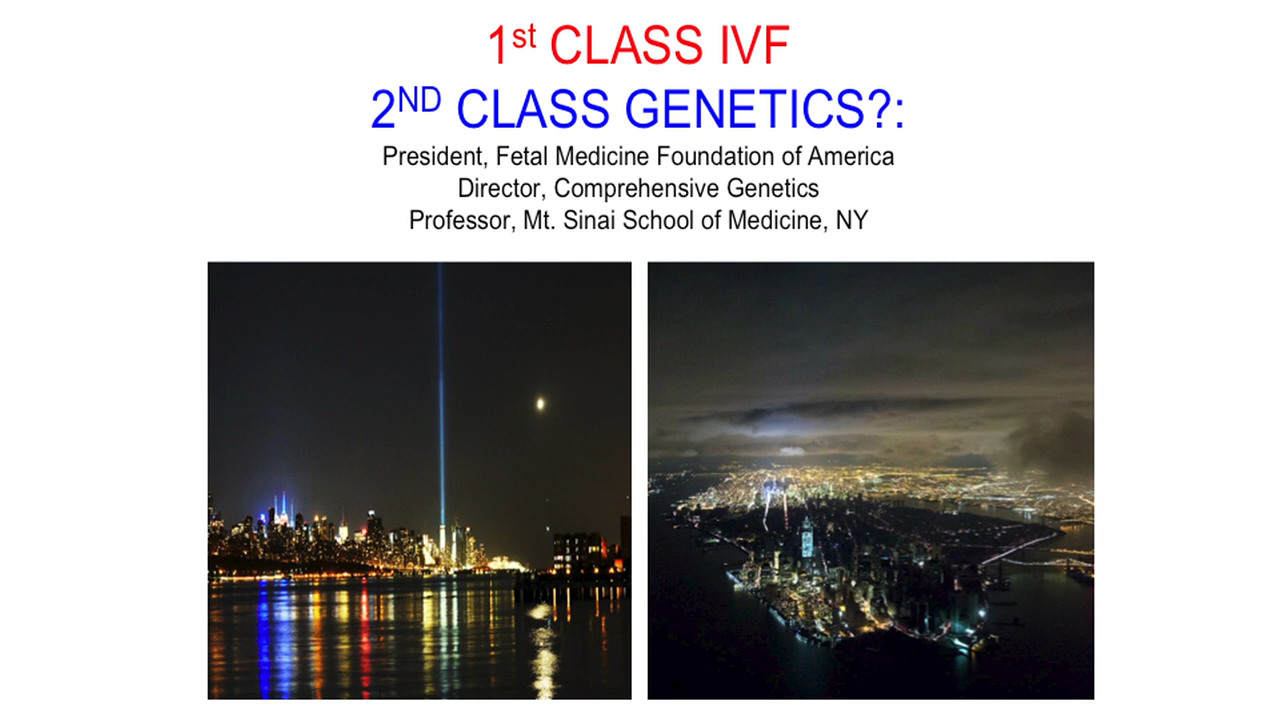 1st CLASS IVF
2ND CLASS GENETICS?:
President, Fetal Medicine Foundation of America
Director, Comprehensive Genetics
Professor, Mt. Sinai School of Medicine, NY